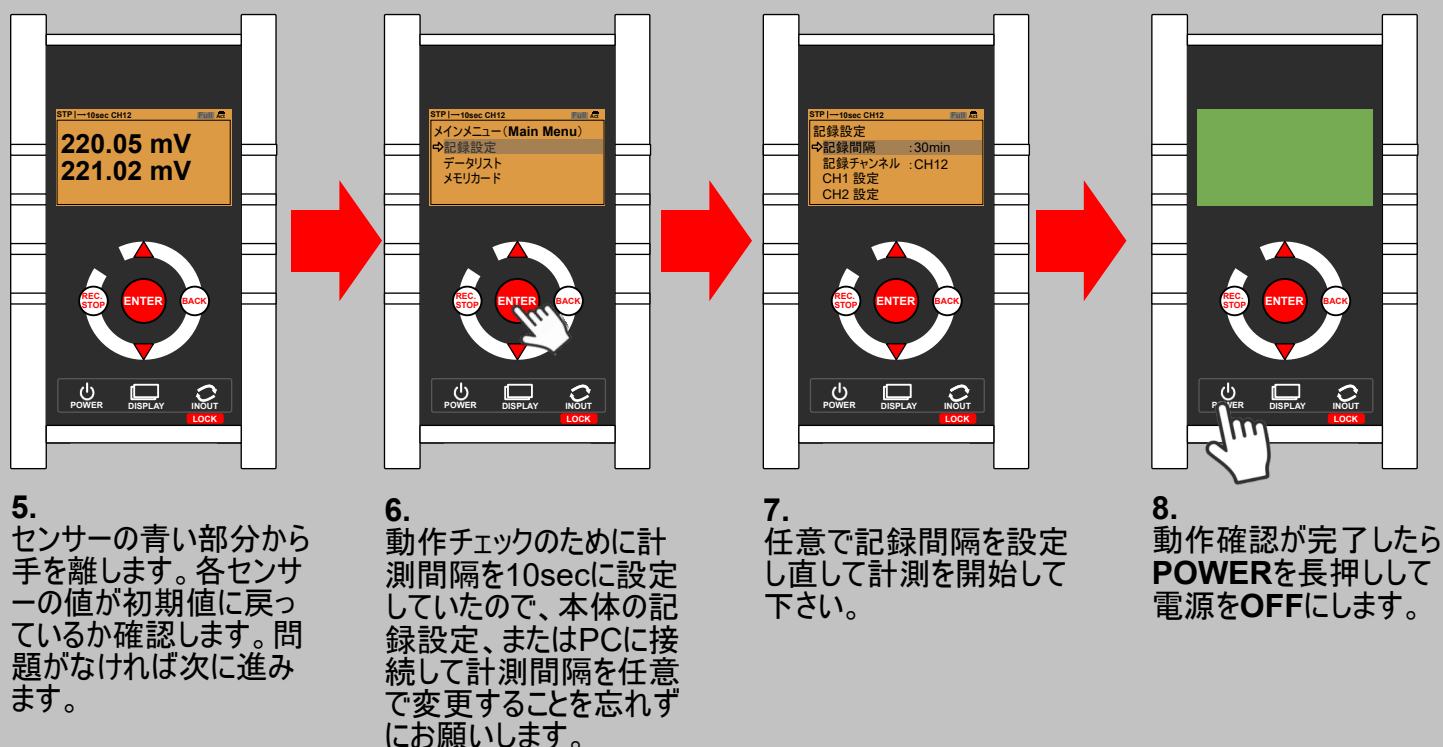 STP |→10sec CH12 Full Act
220.05 mV
221.02 mV
REC.
STOP
ENTER
BACK
POWER
DISPLAY
INOUT
LOCK
5.
センサーの青い部分から
手を離します。各センサ
ーの値が初期値に戻っ
ているか確認します。問
題がなければ次に進み
ます。
STP |→10sec CH12 Full Act
メインメニュー（Main Menu）
⇨記録設定
データリスト
メモリカード
REC.
STOP
ENTER
BACK
POWER
DISPLAY
INOUT
LOCK
6.
動作チェックのために計
測間隔を10secに設定
していたので、本体の記
録設定、またはPCに接
続して計測間隔を任意
で変更することを忘れず
にお願いします。
STP |→10sec CH12 Full Act
記録設定
⇨記録間隔 :30min
記録チャンネル :CH12
CH1 設定
CH2 設定
REC.
STOP
ENTER
BACK
POWER
DISPLAY
INOUT
LOCK
7.
任意で記録間隔を設定
し直して計測を開始して
下さい。
REC.
STOP
ENTER
BACK
POWER
DISPLAY
INOUT
LOCK
8.
動作確認が完了したら
POWERを長押しして
電源をOFFにします。